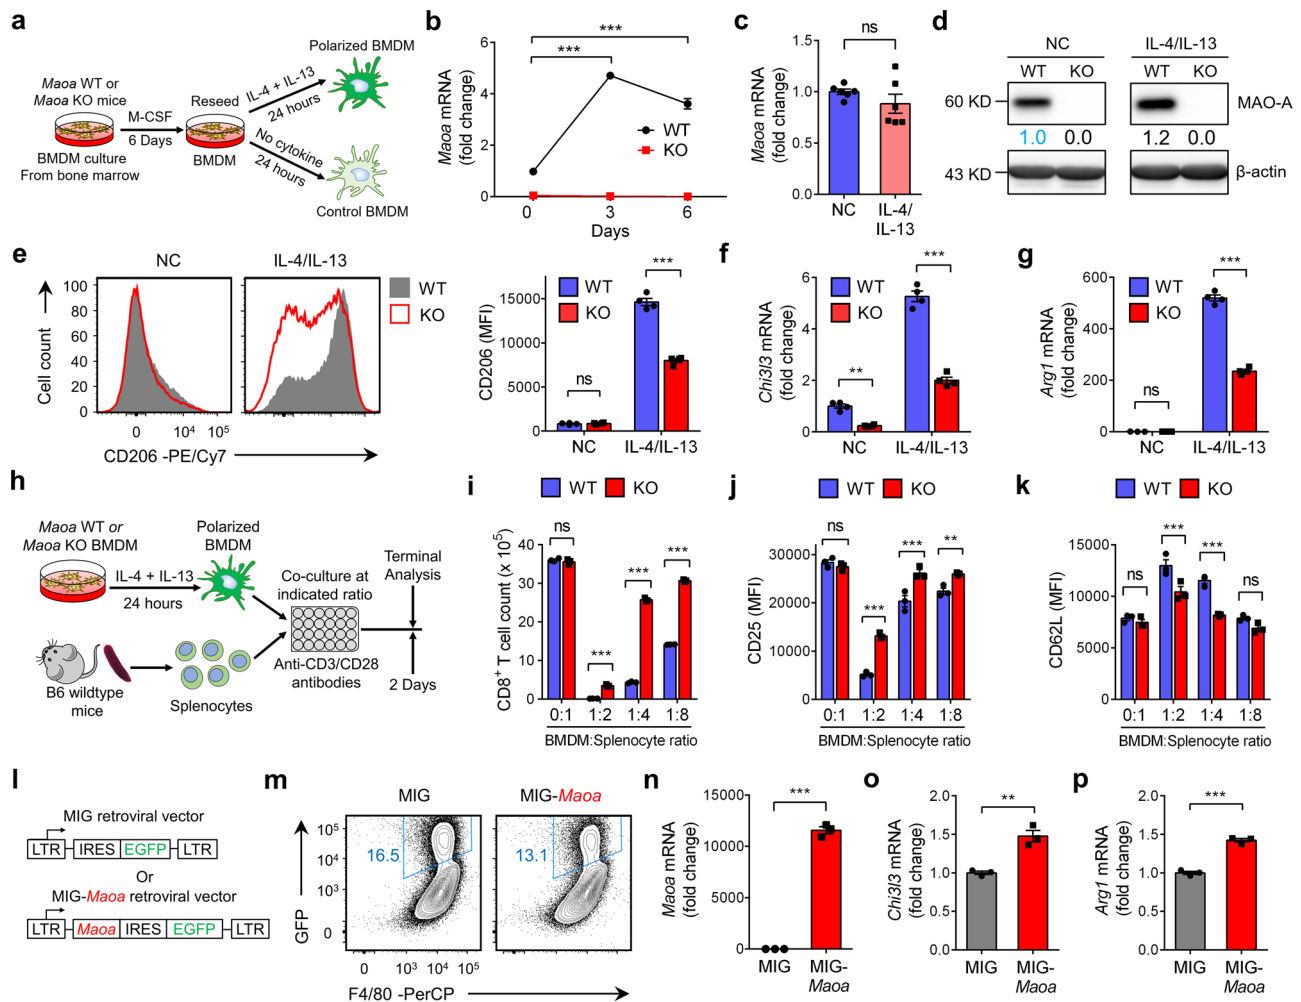 a
Maoa WT or
Maoa KO mice
M-CSF
6 Days
BMDM culture
From bone marrow
Reseed
BMDM
IL-4 + IL-13
24 hours
No cytokine
24 hours
Polarized BMDM
Control BMDM
b
Maoa mRNA
(fold change)
6
4
2
0
***
***
WT
KO
0 3 6
Days
c
Maoa mRNA
(fold change)
1.5
1.0
0.5
0.0
ns
NC
IL-4/
IL-13
d
NC IL-4/IL-13
WT KO WT KO
60 KD
MAO-A
1.0 0.0 1.2 0.0
43 KD
β-actin
e
NC IL-4/IL-13
Cell count
100
80
60
40
20
0
0 10⁴ 10⁵
CD206 -PE/Cy7
WT
KO
CD206 (MFI)
15000
10000
5000
0
WT
KO
ns
***
NC IL-4/IL-13
f
Chi3l3 mRNA
(fold change)
6
4
2
0
WT
KO
**
***
NC IL-4/IL-13
g
Arg1 mRNA
(fold change)
600
400
200
0
WT
KO
ns
***
NC IL-4/IL-13
h
Maoa WT or
Maoa KO BMDM
IL-4 + IL-13
24 hours
Polarized
BMDM
B6 wildtype
mice
Splenocytes
Co-culture at
indicated ratio
Anti-CD3/CD28
antibodies
Terminal
Analysis
2 Days
i
WT KO
CD8⁺ T cell count (x 10⁵)
40
30
20
10
0
ns
***
***
***
0:1 1:2 1:4 1:8
BMDM:Splenocyte ratio
j
WT KO
CD25 (MFI)
30000
20000
10000
0
ns
***
***
**
0:1 1:2 1:4 1:8
BMDM:Splenocyte ratio
k
WT KO
CD62L (MFI)
15000
10000
5000
0
ns
***
***
ns
0:1 1:2 1:4 1:8
BMDM:Splenocyte ratio
l
MIG retroviral vector
LTR IRES EGFP LTR
Or
MIG-Maoa retroviral vector
LTR Maoa IRES EGFP LTR
m
MIG MIG-Maoa
GFP
10⁵
10⁴
10³
0
16.5
13.1
0 10³ 10⁴ 10⁵
F4/80 -PerCP
n
Maoa mRNA
(fold change)
15000
10000
5000
0
***
MIG MIG-
Maoa
o
Chi3l3 mRNA
(fold change)
2.0
1.5
1.0
0.5
0.0
**
MIG MIG-
Maoa
p
Arg1 mRNA
(fold change)
2.0
1.5
1.0
0.5
0.0
***
MIG MIG-
Maoa